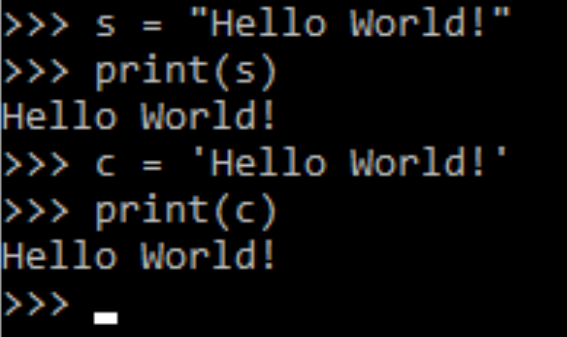 >>> s = "Hello World!"
>>> print(s)
Hello World!
>>> c = 'Hello World!'
>>> print(c)
Hello World!
>>>